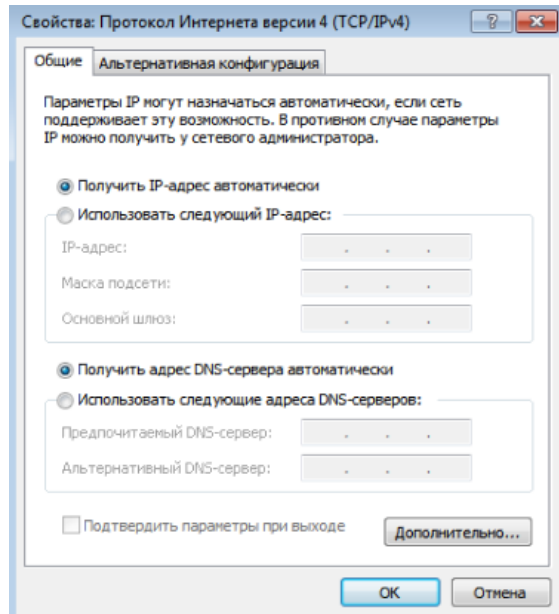 Свойства: Протокол Интернета версии 4 (TCP/IPv4)
Общие
Альтернативная конфигурация
Параметры IP могут назначаться автоматически, если сеть
поддерживает эту возможность. В противном случае параметры
IP можно получить у сетевого администратора.
Получить IP-адрес автоматически
Использовать следующий IP-адрес:
IP-адрес:
Маска подсети:
Основной шлюз:
Получить адрес DNS-сервера автоматически
Использовать следующие адреса DNS-серверов:
Предпочитаемый DNS-сервер:
Альтернативный DNS-сервер:
Подтвердить параметры при выходе
Дополнительно...
OK
Отмена